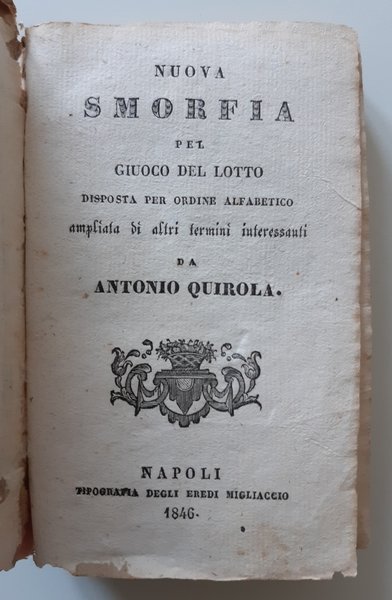 NUOVA
SMORFIA
PEL
GIUOCO DEL LOTTO
DISPOSTA PER ORDINE ALFABETICO
ampliata di altri termini interessanti
DA
ANTONIO QUIROLA.
NAPOLI
TIPOGRAFIA DEGLI EREDI MIGLIACCIO
1846.